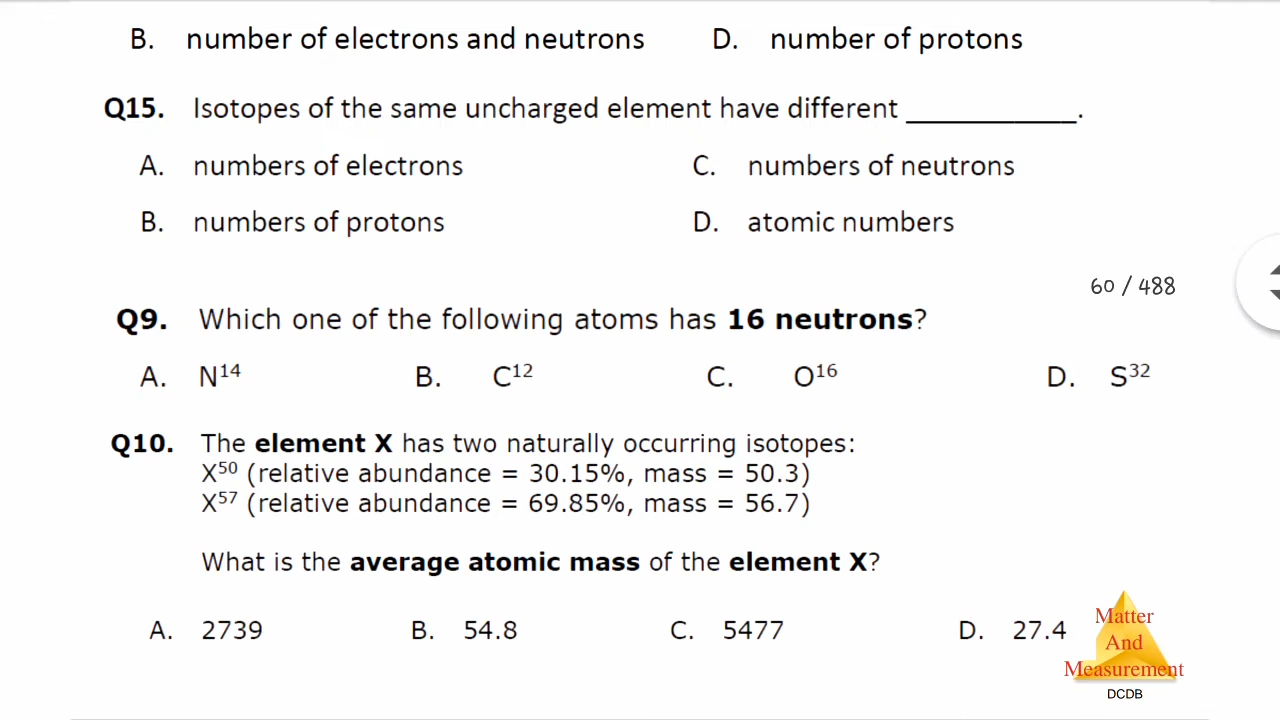 B. number of electrons and neutrons D. number of protons
Q15. Isotopes of the same uncharged element have different ___________.
A. numbers of electrons C. numbers of neutrons
B. numbers of protons D. atomic numbers
60 / 488
Q9. Which one of the following atoms has 16 neutrons?
A. N¹⁴ B. C¹² C. O¹⁶ D. S³²
Q10. The element X has two naturally occurring isotopes:
X⁵⁰ (relative abundance = 30.15%, mass = 50.3)
X⁵⁷ (relative abundance = 69.85%, mass = 56.7)
What is the average atomic mass of the element X?
A. 2739 B. 54.8 C. 5477 D. 27.4
Matter
And
Measurement
DCDB